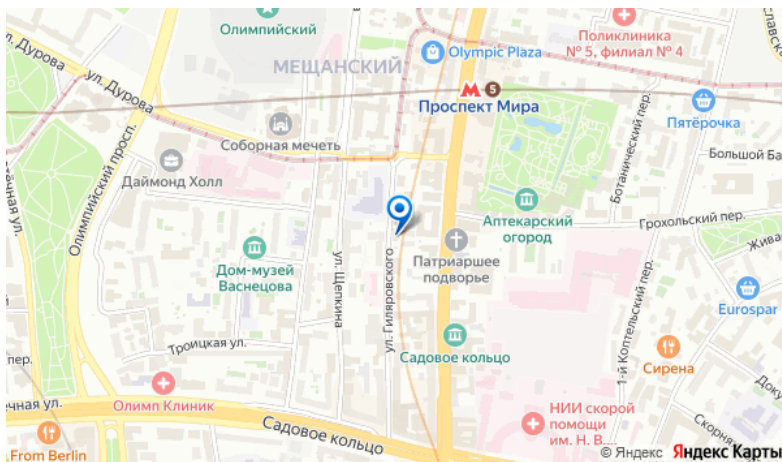 Олимпийский
Поликлиника
№ 5, филиал № 4
Olympic Plaza
ул. Дурова
МЕЩАНСКИЙ
ул. Дурова
М 5
Проспект Мира
Пятёрочка
Соборная мечеть
Ботанический пер.
Большой Ба
Даймонд Холл
Олимпийский просп.
Аптекарский
огород
Грохольский пер.
Жива
Дом-музей
Васнецова
ул. Щепкина
ул. Гиляровского
Патриаршее
подворье
Eurospar
Троицкая ул.
Садовое кольцо
1-й Коптельский пер.
Сирена
пер.
Олимп Клиник
Садовое кольцо
НИИ скорой
помощи
им. Н. В....
Скорня
From Berlin
© Яндекс Яндекс Карты